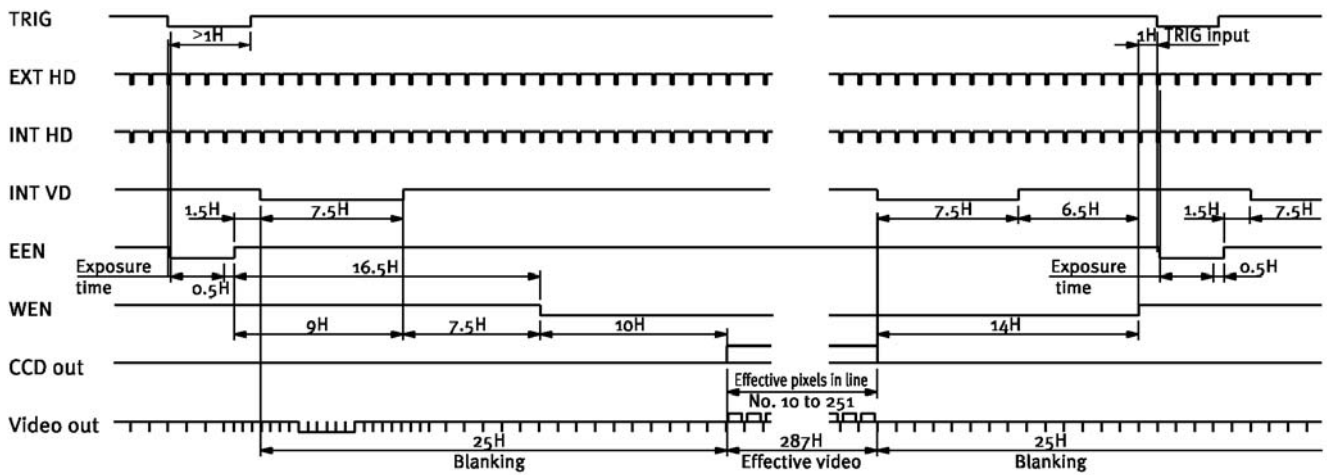 TRIG
>1H
1H TRIG input
EXT HD
INT HD
INT VD
1.5H 7.5H 7.5H 6.5H 1.5H 7.5H
EEN
Exposure time 0.5H 16.5H Exposure time 0.5H
WEN
9H 7.5H 10H 14H
CCD out
Effective pixels in line
No. 10 to 251
Video out
25H 287H 25H
Blanking Effective video Blanking